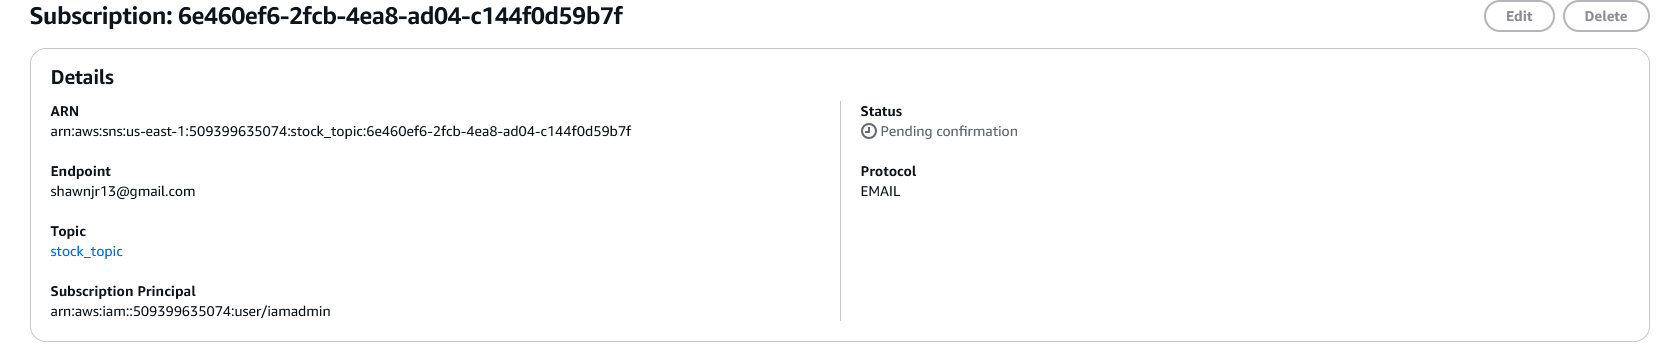 Subscription: 6e460ef6-2fcb-4ea8-ad04-c144f0d59b7f
Edit
Delete
Details
ARN
arn:aws:sns:us-east-1:509399635074:stock_topic:6e460ef6-2fcb-4ea8-ad04-c144f0d59b7f
Endpoint
shawnjr13@gmail.com
Topic
stock_topic
Subscription Principal
arn:aws:iam::509399635074:user/iamadmin
Status
Pending confirmation
Protocol
EMAIL